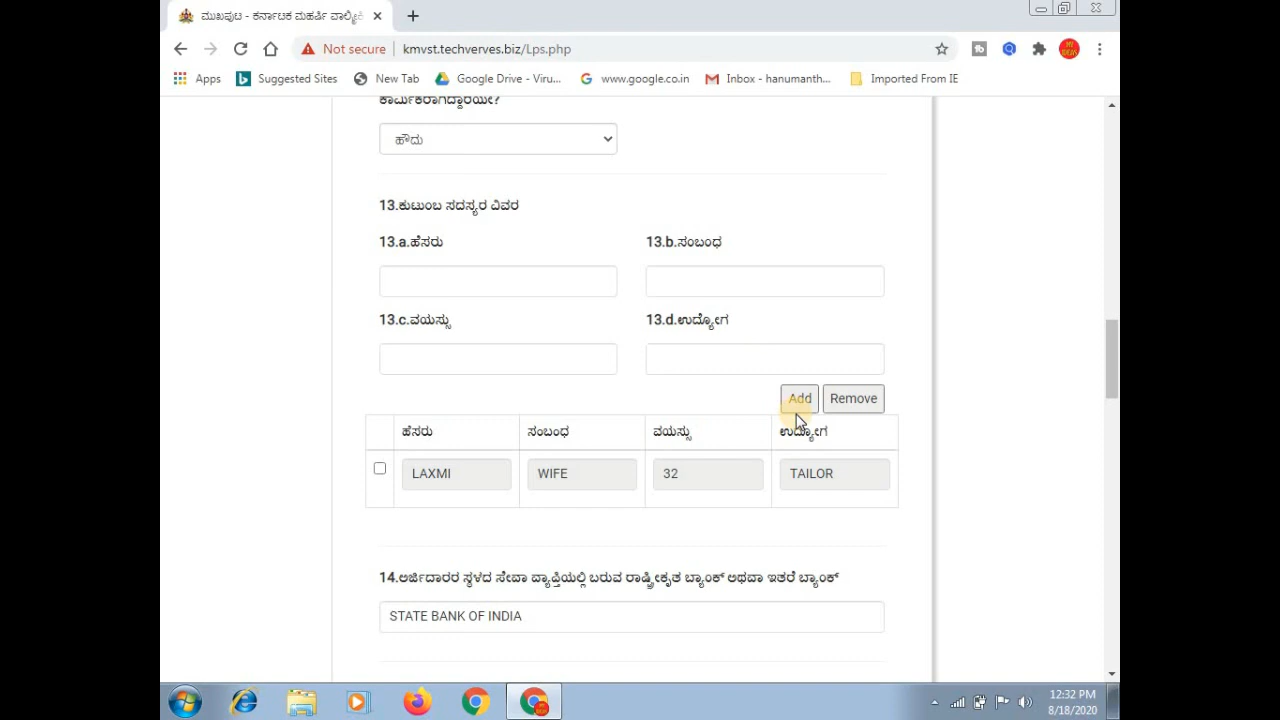 ಮುಖಪುಟ - ಕರ್ನಾಟಕ ಮಹರ್ಷಿ ವಾಲ್ಮೀಕಿ
Not secure
kmvst.techverves.biz/Lps.php
Apps
Suggested Sites
New Tab
Google Drive - Viru...
www.google.co.in
Inbox - hanumanth...
Imported From IE
ಕಾರ್ಮಿಕರಾಗಿದ್ದಾರೆಯೇ?
ಹೌದು
13.ಕುಟುಂಬ ಸದಸ್ಯರ ವಿವರ
13.a.ಹೆಸರು
13.b.ಸಂಬಂಧ
13.c.ವಯಸ್ಸು
13.d.ಉದ್ಯೋಗ
Add
Remove
ಹೆಸರು
ಸಂಬಂಧ
ವಯಸ್ಸು
ಉದ್ಯೋಗ
LAXMI
WIFE
32
TAILOR
14.ಅರ್ಜಿದಾರರ ಸ್ಥಳದ ಸೇವಾ ವ್ಯಾಪ್ತಿಯಲ್ಲಿ ಬರುವ ರಾಷ್ಟ್ರೀಕೃತ ಬ್ಯಾಂಕ್ ಅಥವಾ ಇತರೆ ಬ್ಯಾಂಕ್
STATE BANK OF INDIA
12:32 PM
8/18/2020